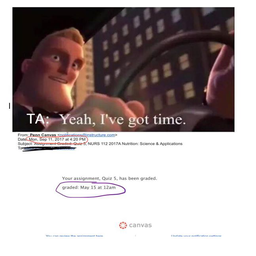 TA: Yeah, I've got time.
From: Penn Canvas
Date: Mon, Sep 11, 2017 at 4:20 PM
Subject: Assignment Graded: Quiz 5, NURS 112 2017A Nutrition: Science & Applications
Your assignment, Quiz 5, has been graded.
graded: May 15 at 12am
canvas